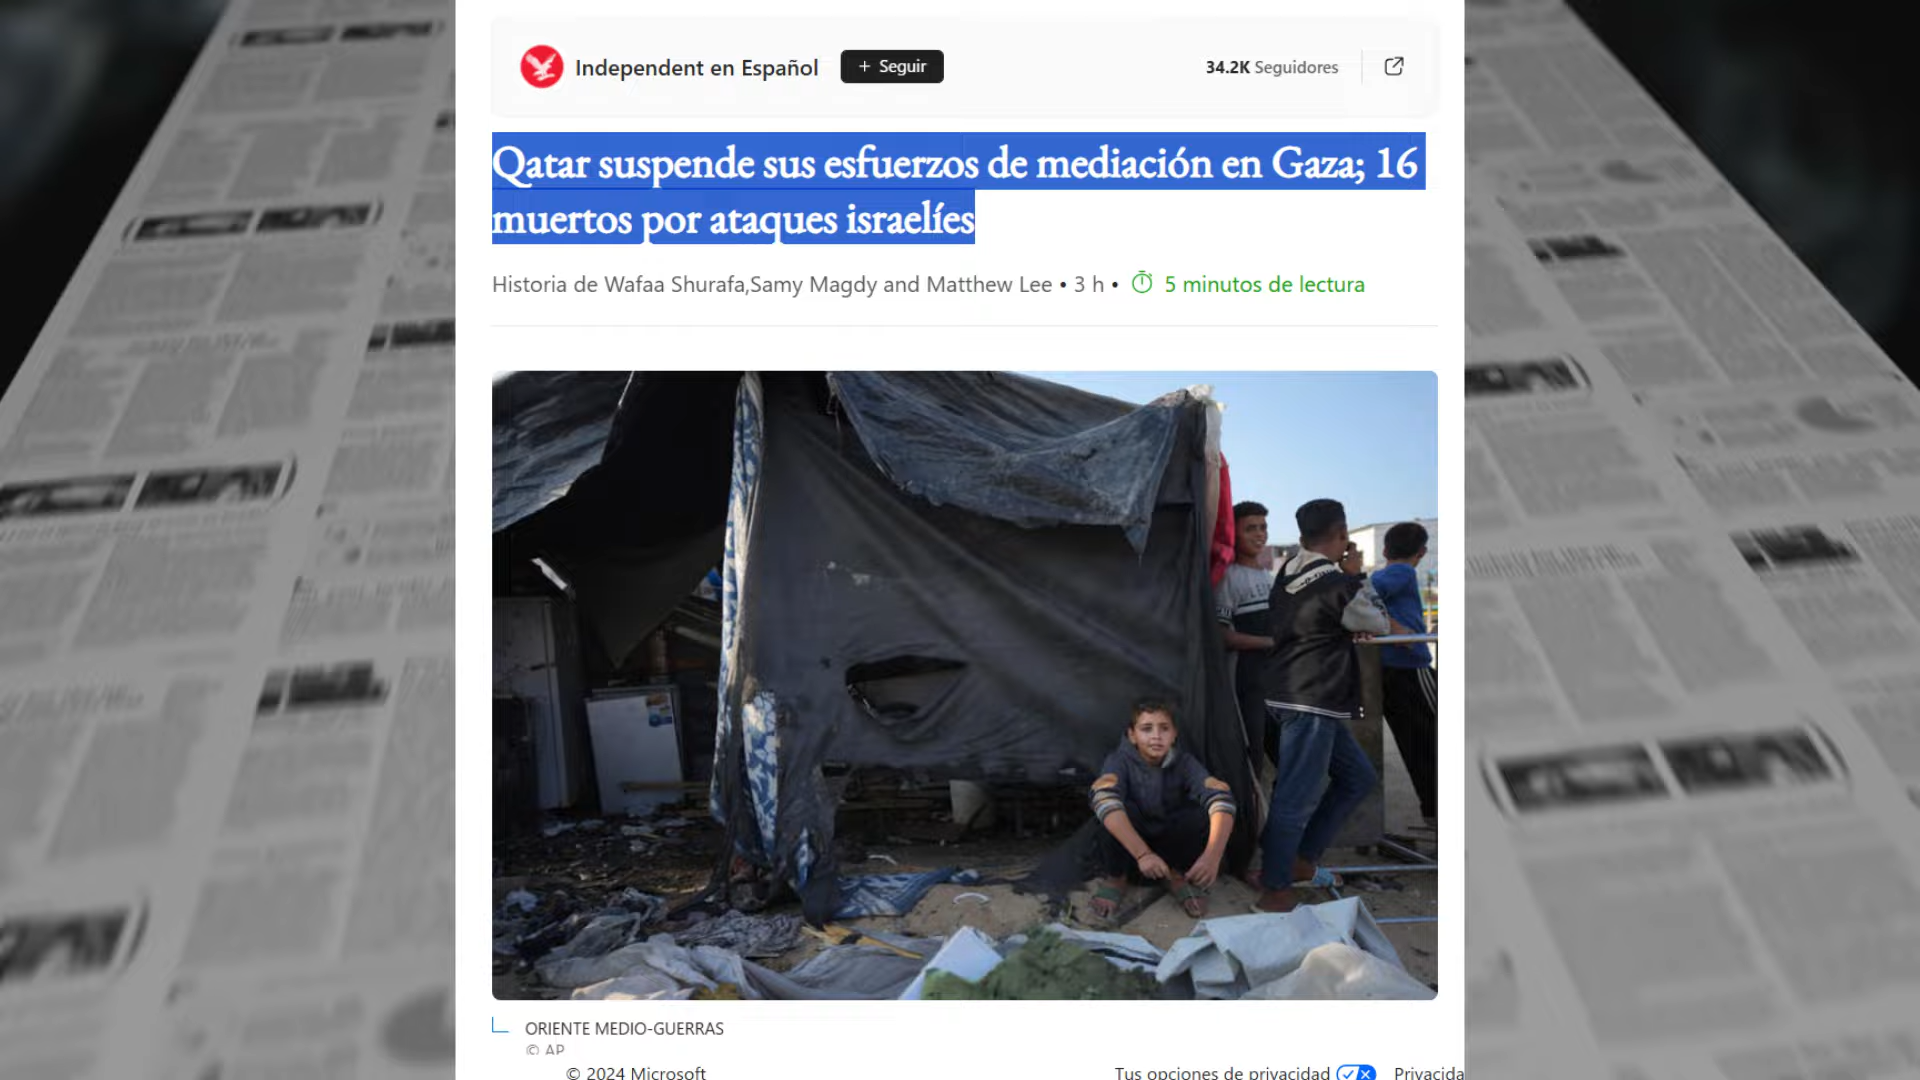 Independent en Español + Seguir 34.2K Seguidores
Qatar suspende sus esfuerzos de mediación en Gaza; 16
muertos por ataques israelíes
Historia de Wafaa Shurafa,Samy Magdy and Matthew Lee • 3 h • 5 minutos de lectura
ORIENTE MEDIO-GUERRAS
© AP
© 2024 Microsoft Tus opciones de privacidad Privacida